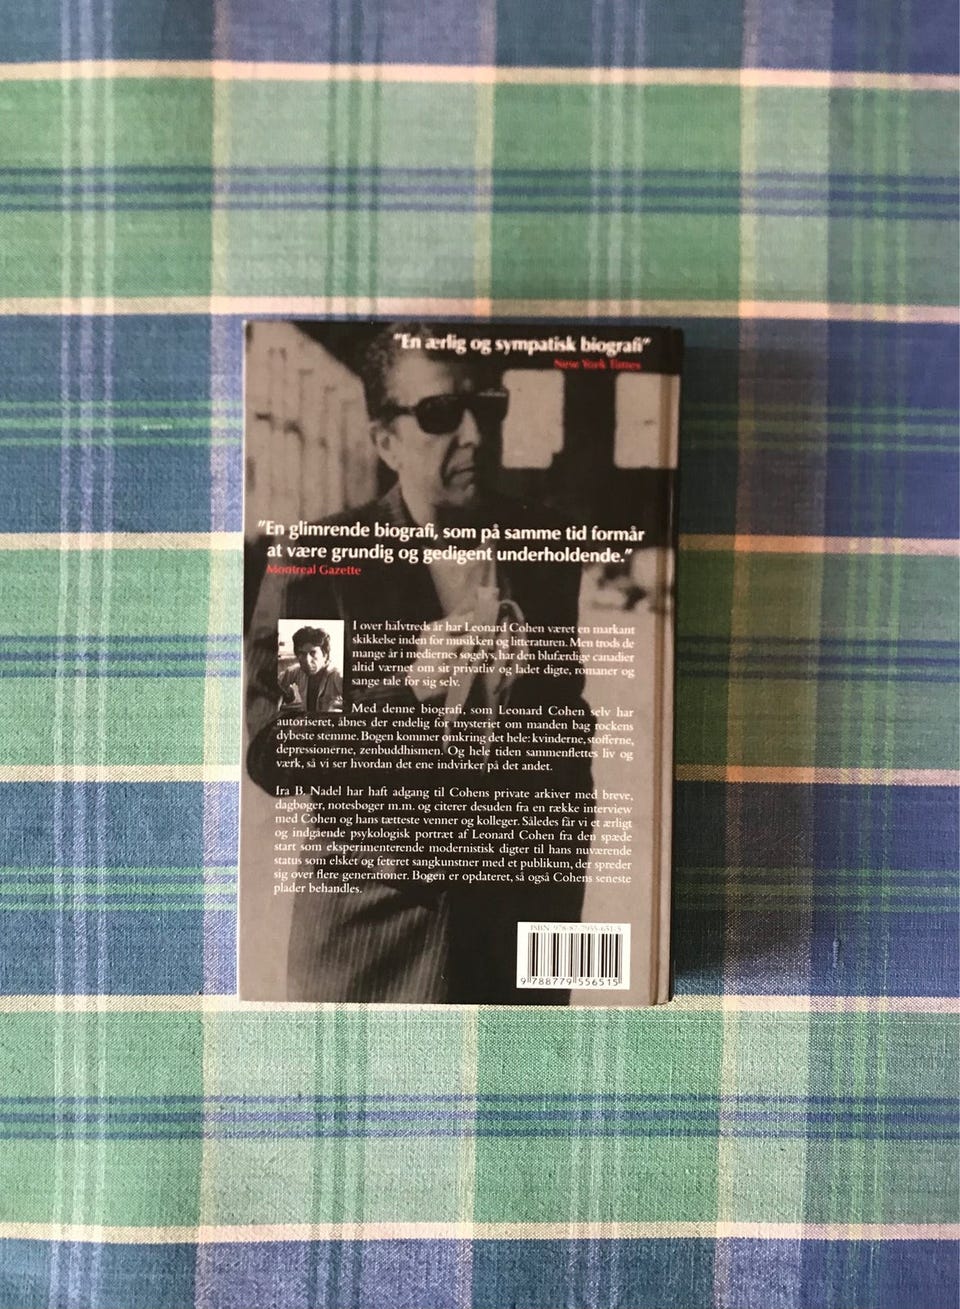 "En ærlig og sympatisk biografi"
New York Times
"En glimrende biografi, som på samme tid formår
at være grundig og gedigent underholdende."
Montreal Gazette
I over halvtreds år har Leonard Cohen været en markant
skikkelse inden for musikken og litteraturen. Men trods de
mange år i mediernes søgelys, har den blufærdige canadier
altid værnet om sit privatliv og ladet digte, romaner og
sange tale for sig selv.
Med denne biografi, som Leonard Cohen selv har
autoriseret, åbnes der endelig for mysteriet om manden bag rockens
dybeste stemme. Bogen kommer omkring det hele: kvinderne, stofferne,
depressionerne, zenbuddhismen. Og hele tiden sammenflettes liv og
værk, så vi ser hvordan det ene indvirker på det andet.
Ira B. Nadel har haft adgang til Cohens private arkiver med breve,
dagbøger, notesbøger m.m. og citerer desuden fra en række interview
med Cohen og hans tætteste venner og kolleger. Således får vi et ærligt
og indgående psykologisk portræt af Leonard Cohen fra den spæde
start som eksperimenterende modernistisk digter til hans nuværende
status som elsket og feteret sangkunstner med et publikum, der spreder
sig over flere generationer. Bogen er opdateret, så også Cohens seneste
plader behandles.
ISBN 978-87-7955-651-5
9 788779 556515